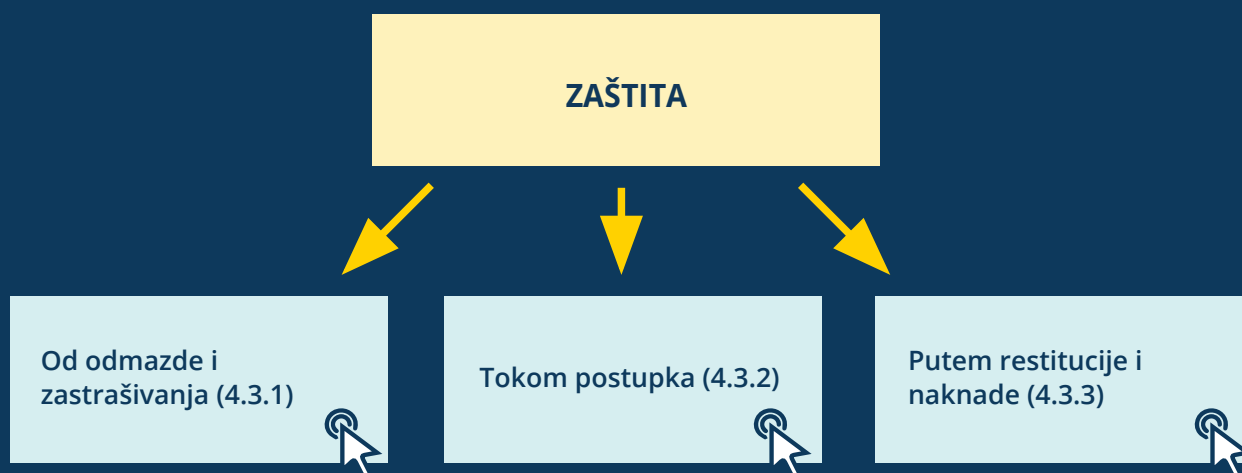 ZAŠTITA
Od odmazde i
zastrašivanja (4.3.1)
Tokom postupka (4.3.2)
Putem restitucije i
naknade (4.3.3)